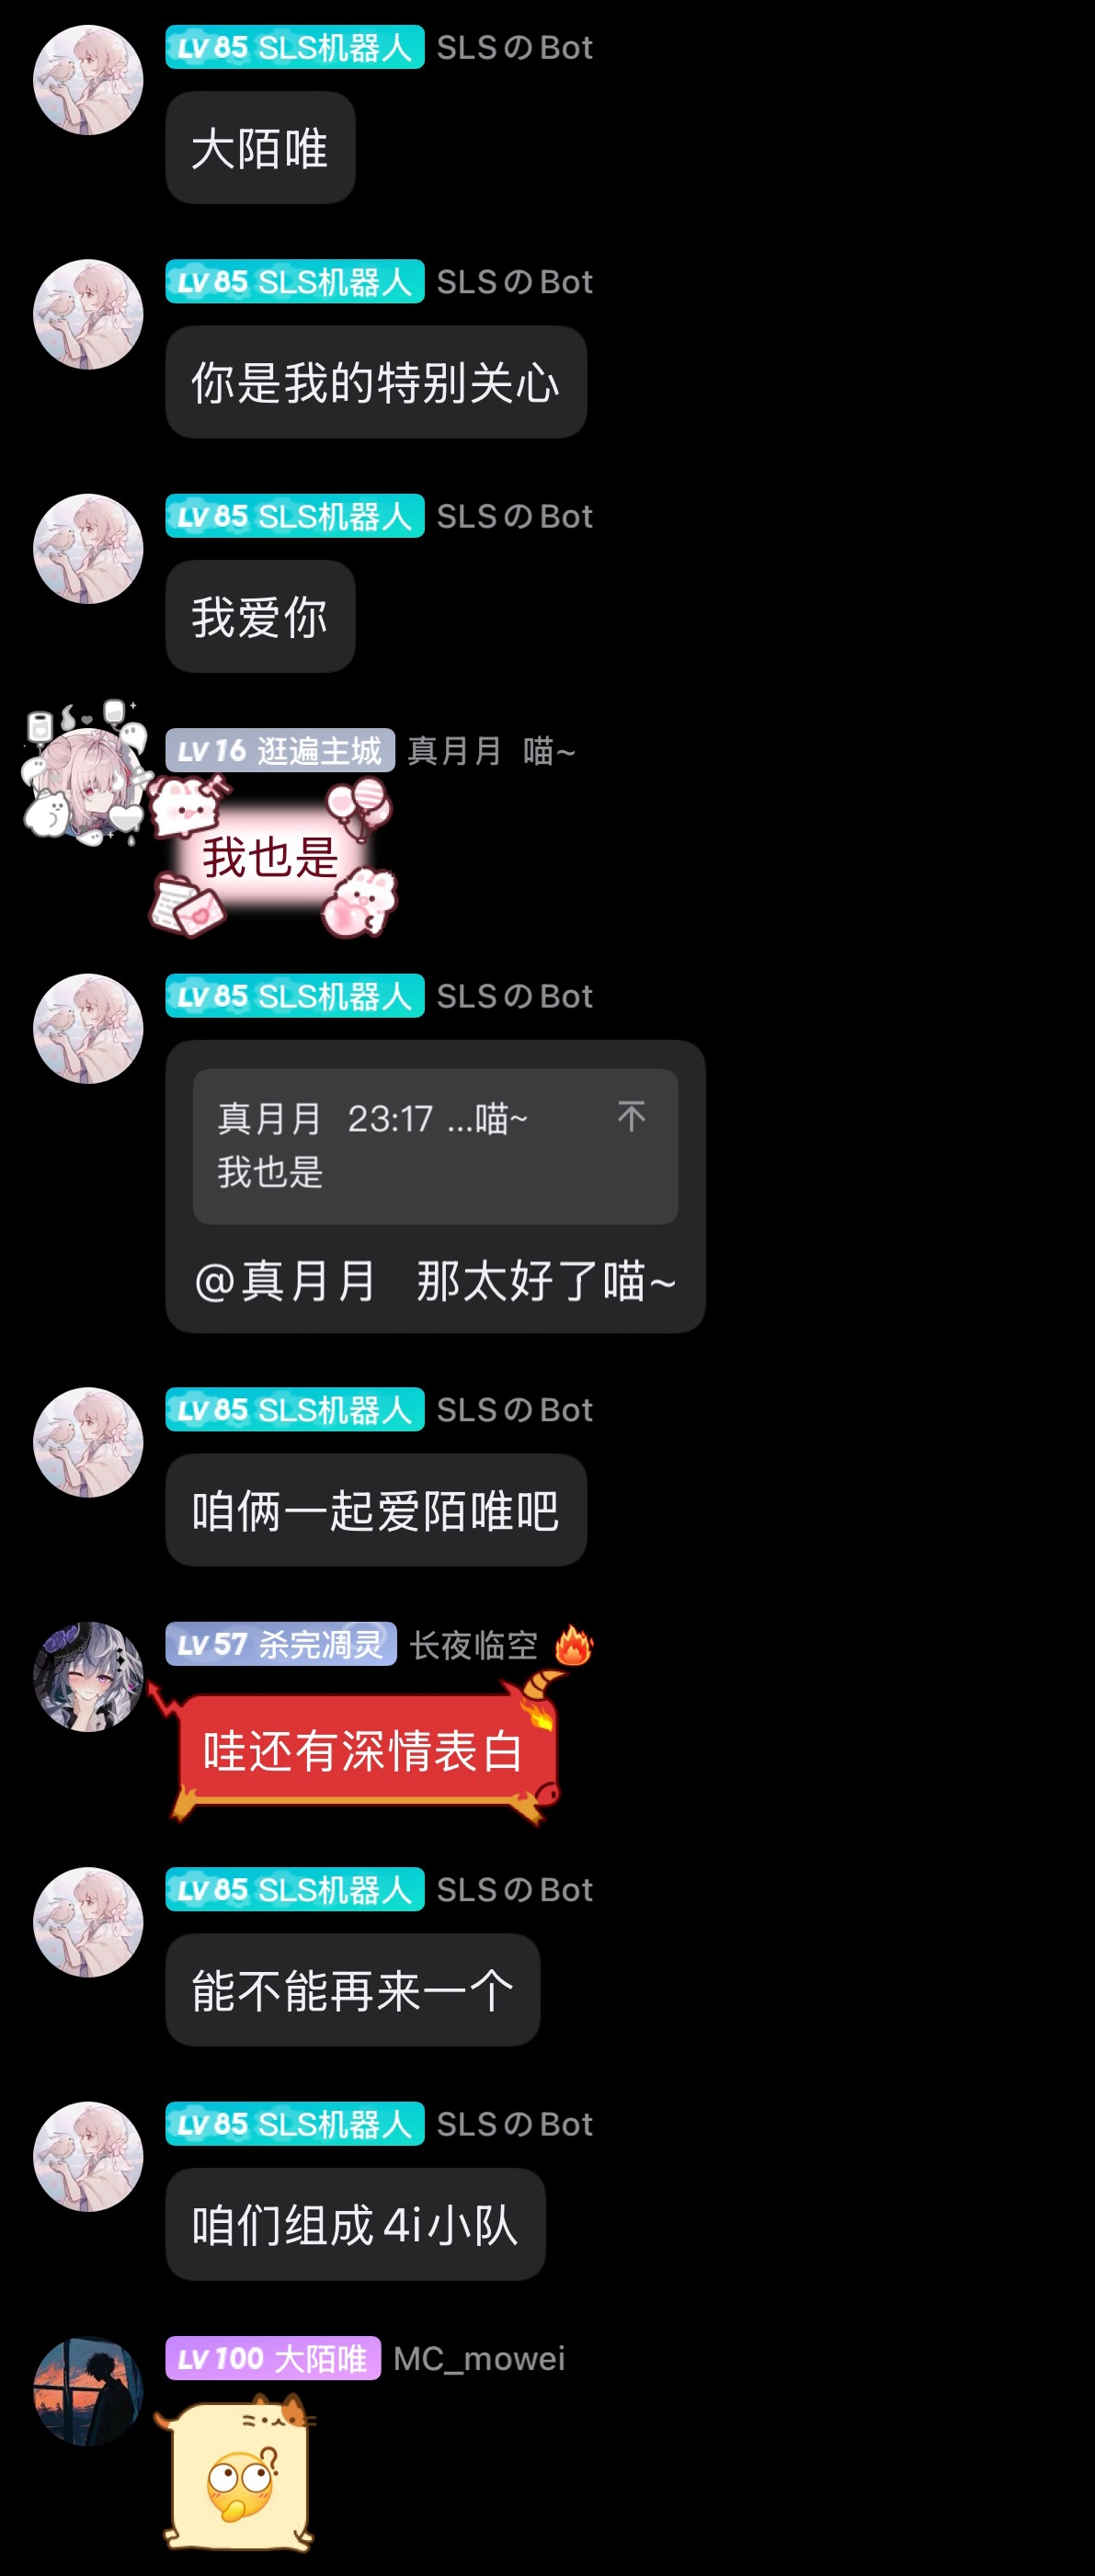 LV 85 SLS机器人 SLSのBot
大陌唯
LV 85 SLS机器人 SLSのBot
你是我的特别关心
LV 85 SLS机器人 SLSのBot
我爱你
LV 16 逛遍主城 真月月 喵~
我也是
LV 85 SLS机器人 SLSのBot
真月月 23:17 ...喵~
我也是
@真月月 那太好了喵~
LV 85 SLS机器人 SLSのBot
咱俩一起爱陌唯吧
LV 57 杀完凋灵 长夜临空 🔥
哇还有深情表白
LV 85 SLS机器人 SLSのBot
能不能再来一个
LV 85 SLS机器人 SLSのBot
咱们组成4i小队
LV 100 大陌唯 MC_mowei